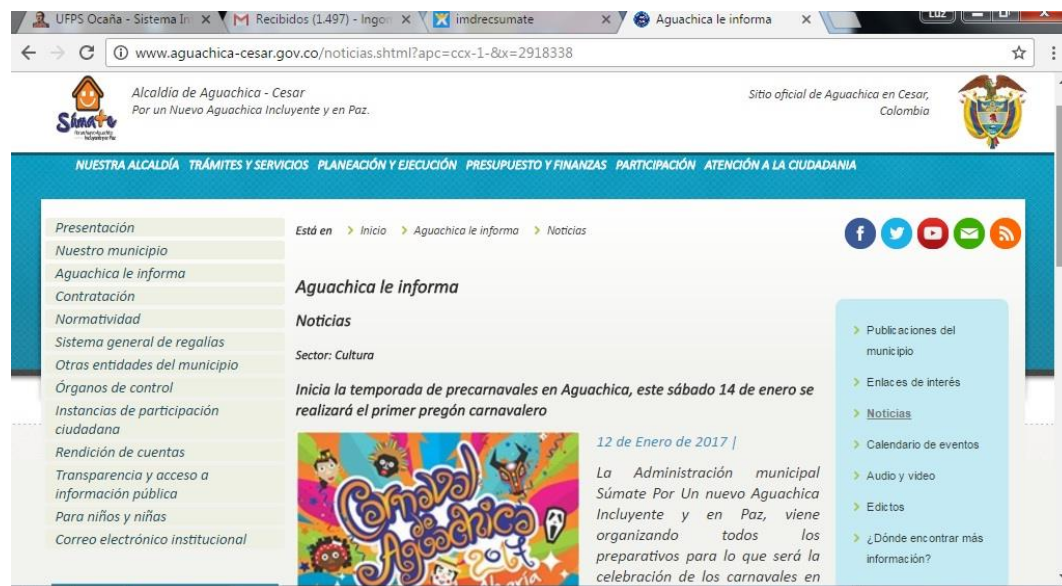 UFPS Ocaña - Sistema In
Recibidos (1.497) - Ingon
imdrecsumate
Aguachica le informa
Luz
www.aguachica-cesar.gov.co/noticias.shtml?apc=ccx-1-&x=2918338
Súmate
Alcaldía de Aguachica - Cesar
Por un Nuevo Aguachica Incluyente y en Paz.
Sitio oficial de Aguachica en Cesar,
Colombia
NUESTRA ALCALDÍA TRÁMITES Y SERVICIOS PLANEACIÓN Y EJECUCIÓN PRESUPUESTO Y FINANZAS PARTICIPACIÓN ATENCIÓN A LA CIUDADANIA
Presentación
Nuestro municipio
Aguachica le informa
Contratación
Normatividad
Sistema general de regalías
Otras entidades del municipio
Órganos de control
Instancias de participación
ciudadana
Rendición de cuentas
Transparencia y acceso a
información pública
Para niños y niñas
Correo electrónico institucional
Está en > Inicio > Aguachica le informa > Noticias
Aguachica le informa
Noticias
Sector: Cultura
Inicia la temporada de precarnavales en Aguachica, este sábado 14 de enero se
realizará el primer pregón carnavalero
Carnaval
de
Aguachica
2017
Alegría
12 de Enero de 2017 |
La Administración municipal
Súmate Por Un nuevo Aguachica
Incluyente y en Paz, viene
organizando todos los
preparativos para lo que será la
celebración de los carnavales en
> Publicaciones del
municipio
> Enlaces de interés
> Noticias
> Calendario de eventos
> Audio y video
> Edictos
> ¿Dónde encontrar más
información?